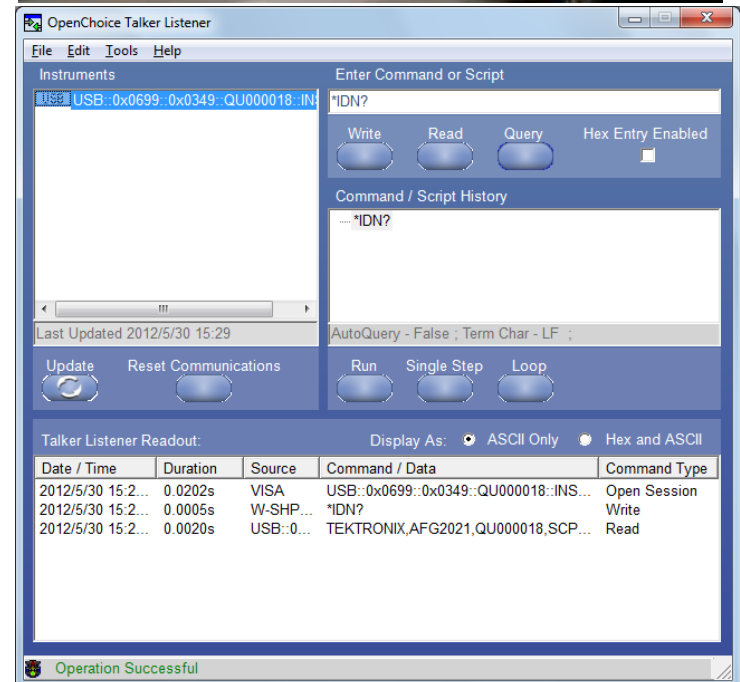 OpenChoice Talker Listener
File Edit Tools Help
Instruments
USB USB::0x0699::0x0349::QU000018::IN
Last Updated 2012/5/30 15:29
Update Reset Communications
Enter Command or Script
*IDN?
Write Read Query Hex Entry Enabled
Command / Script History
*IDN?
AutoQuery - False ; Term Char - LF ;
Run Single Step Loop
Talker Listener Readout: Display As: ASCII Only Hex and ASCII
Date / Time Duration Source Command / Data Command Type
2012/5/30 15:2... 0.0202s VISA USB::0x0699::0x0349::QU000018::INS... Open Session
2012/5/30 15:2... 0.0005s W-SHP... *IDN? Write
2012/5/30 15:2... 0.0020s USB::0... TEKTRONIX,AFG2021,QU000018,SCP... Read
Operation Successful